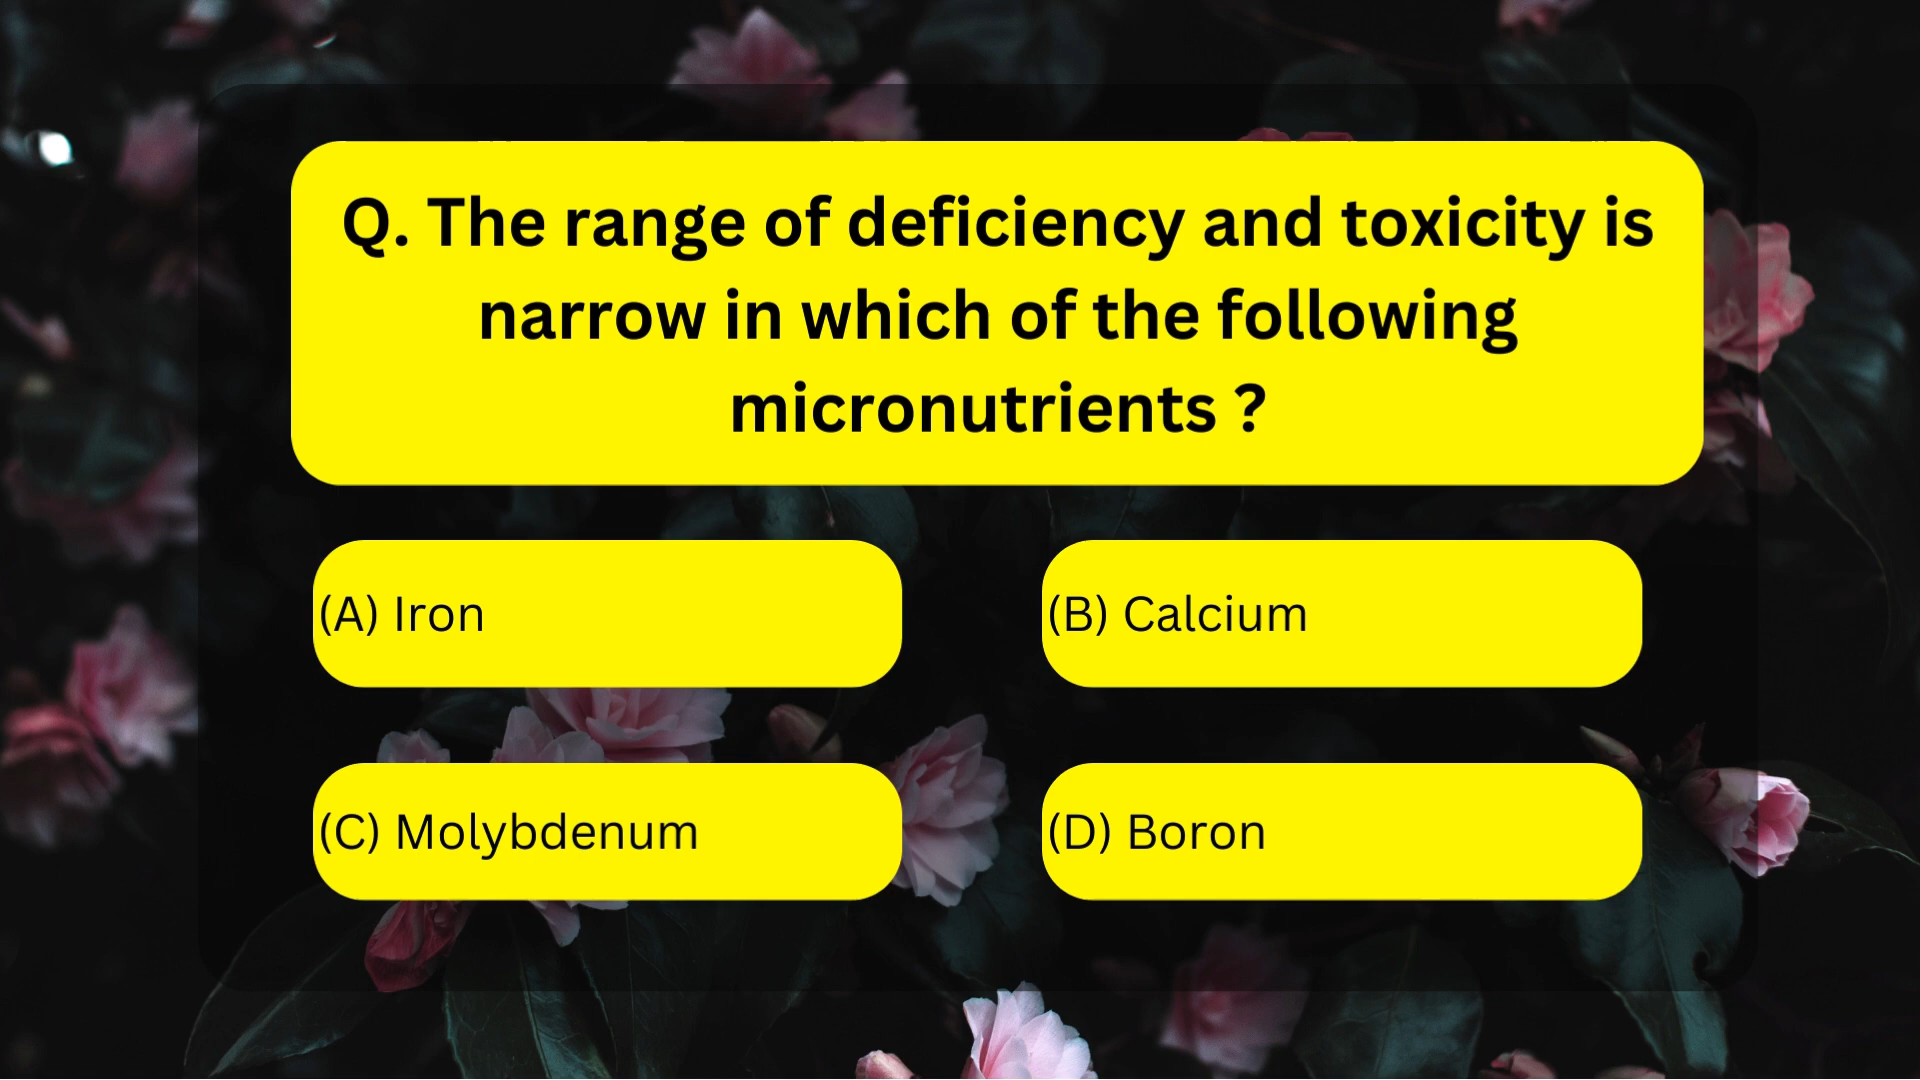 Q. The range of deficiency and toxicity is
narrow in which of the following
micronutrients ?
(A) Iron
(B) Calcium
(C) Molybdenum
(D) Boron